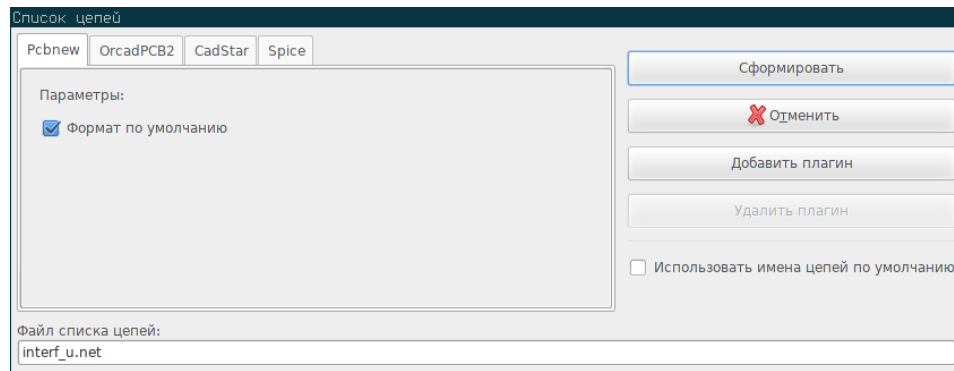 Список цепей
Pcbnew OrcadPCB2 CadStar Spice
Параметры:
Формат по умолчанию
Сформировать
Отменить
Добавить плагин
Удалить плагин
Использовать имена цепей по умолчанию
Файл списка цепей:
interf_u.net